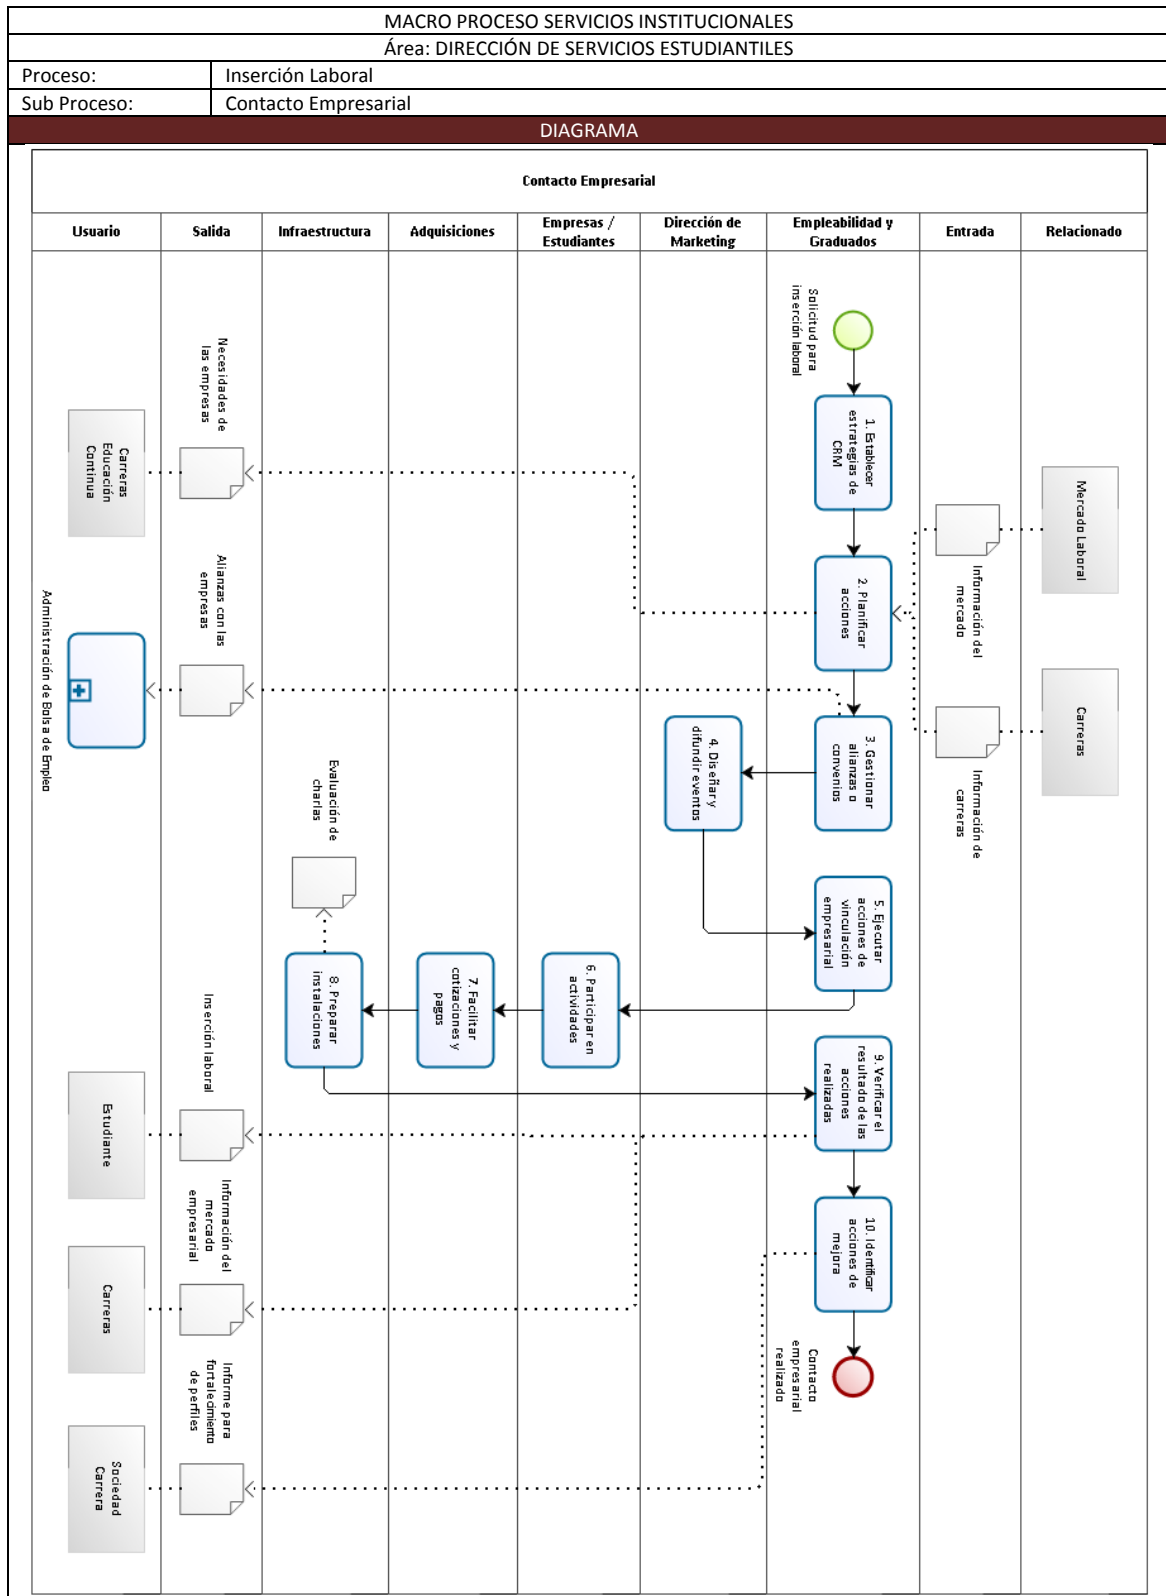 MACRO PROCESO SERVICIOS INSTITUCIONALES
Área: DIRECCIÓN DE SERVICIOS ESTUDIANTILES
Proceso: Inserción Laboral
Sub Proceso: Contacto Empresarial
DIAGRAMA
Contacto Empresarial
Usuario
Salida
Infraestructura
Adquisiciones
Empresas /
Estudiantes
Dirección de
Marketing
Empleabilidad y
Graduados
Entrada
Relacionado
Solicitud para
inserción laboral
1. Establecer
estrategias de
CRM
Necesidades de
las empresas
Carreras
Educación
Continua
Mercado Laboral
Información del
mercado
2. Planificar
acciones
Alianzas con las
empresas
Administración de Bolsa de Empleo
Carreras
Información de
carreras
3. Gestionar
alianzas o
convenios
4. Diseñar y
difundir eventos
Evaluación de
charlas
5. Ejecutar
acciones de
vinculación
empresarial
6. Participar en
actividades
7. Facilitar
cotizaciones y
pagos
8. Preparar
instalaciones
Inserción laboral
9. Verificar el
resultado de las
acciones
realizadas
Estudiante
Información del
mercado
empresarial
10. Identificar
acciones de
mejora
Carreras
Contacto
empresarial
realizado
Informe para
fortalecimiento
de perfiles
Sociedad
Carrera